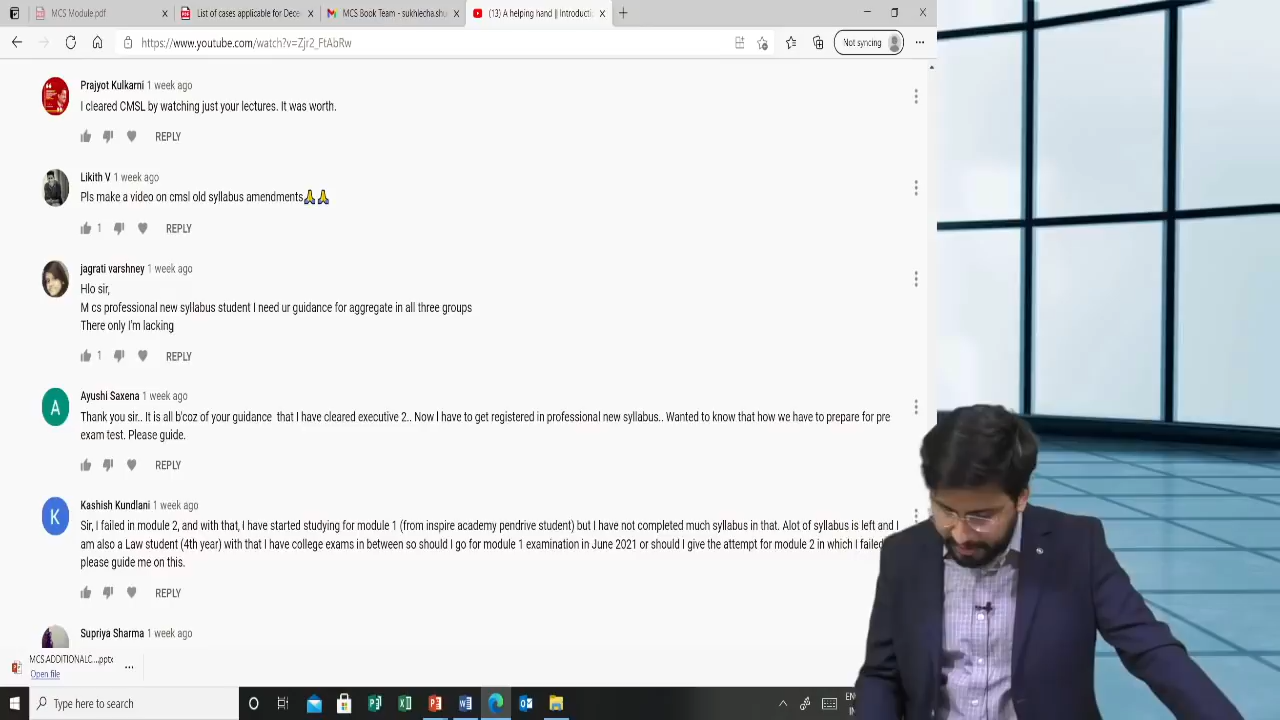 MCS Module.pdf
List of cases applicable for Dece
MCS Book Team - sukhlecha.sh
(13) A helping hand || Introducti
https://www.youtube.com/watch?v=Zjr2_FtAbRw
Not syncing
Prajyot Kulkarni 1 week ago
I cleared CMSL by watching just your lectures. It was worth.
REPLY
Likith V 1 week ago
Pls make a video on cmsl old syllabus amendments🙏🙏
1 REPLY
jagrati varshney 1 week ago
Hlo sir,
M cs professional new syllabus student I need ur guidance for aggregate in all three groups
There only I'm lacking
1 REPLY
A
Ayushi Saxena 1 week ago
Thank you sir.. It is all b'coz of your guidance that I have cleared executive 2.. Now I have to get registered in professional new syllabus.. Wanted to know that how we have to prepare for pre
exam test. Please guide.
REPLY
K
Kashish Kundlani 1 week ago
Sir, I failed in module 2, and with that, I have stared studying for module 1 (from inspire academy pendrive student) but I have not completed much syllabus in that. Alot of syllabus is left and I
am also a Law student (4th year) with that I have college exams in between so should I go for module 1 examination in June 2021 or should I give the attempt for module 2 in which I failed
please guide me on this.
REPLY
Supriya Sharma 1 week ago
MCS.ADDITIONALC....pptx
Open file
Type here to search